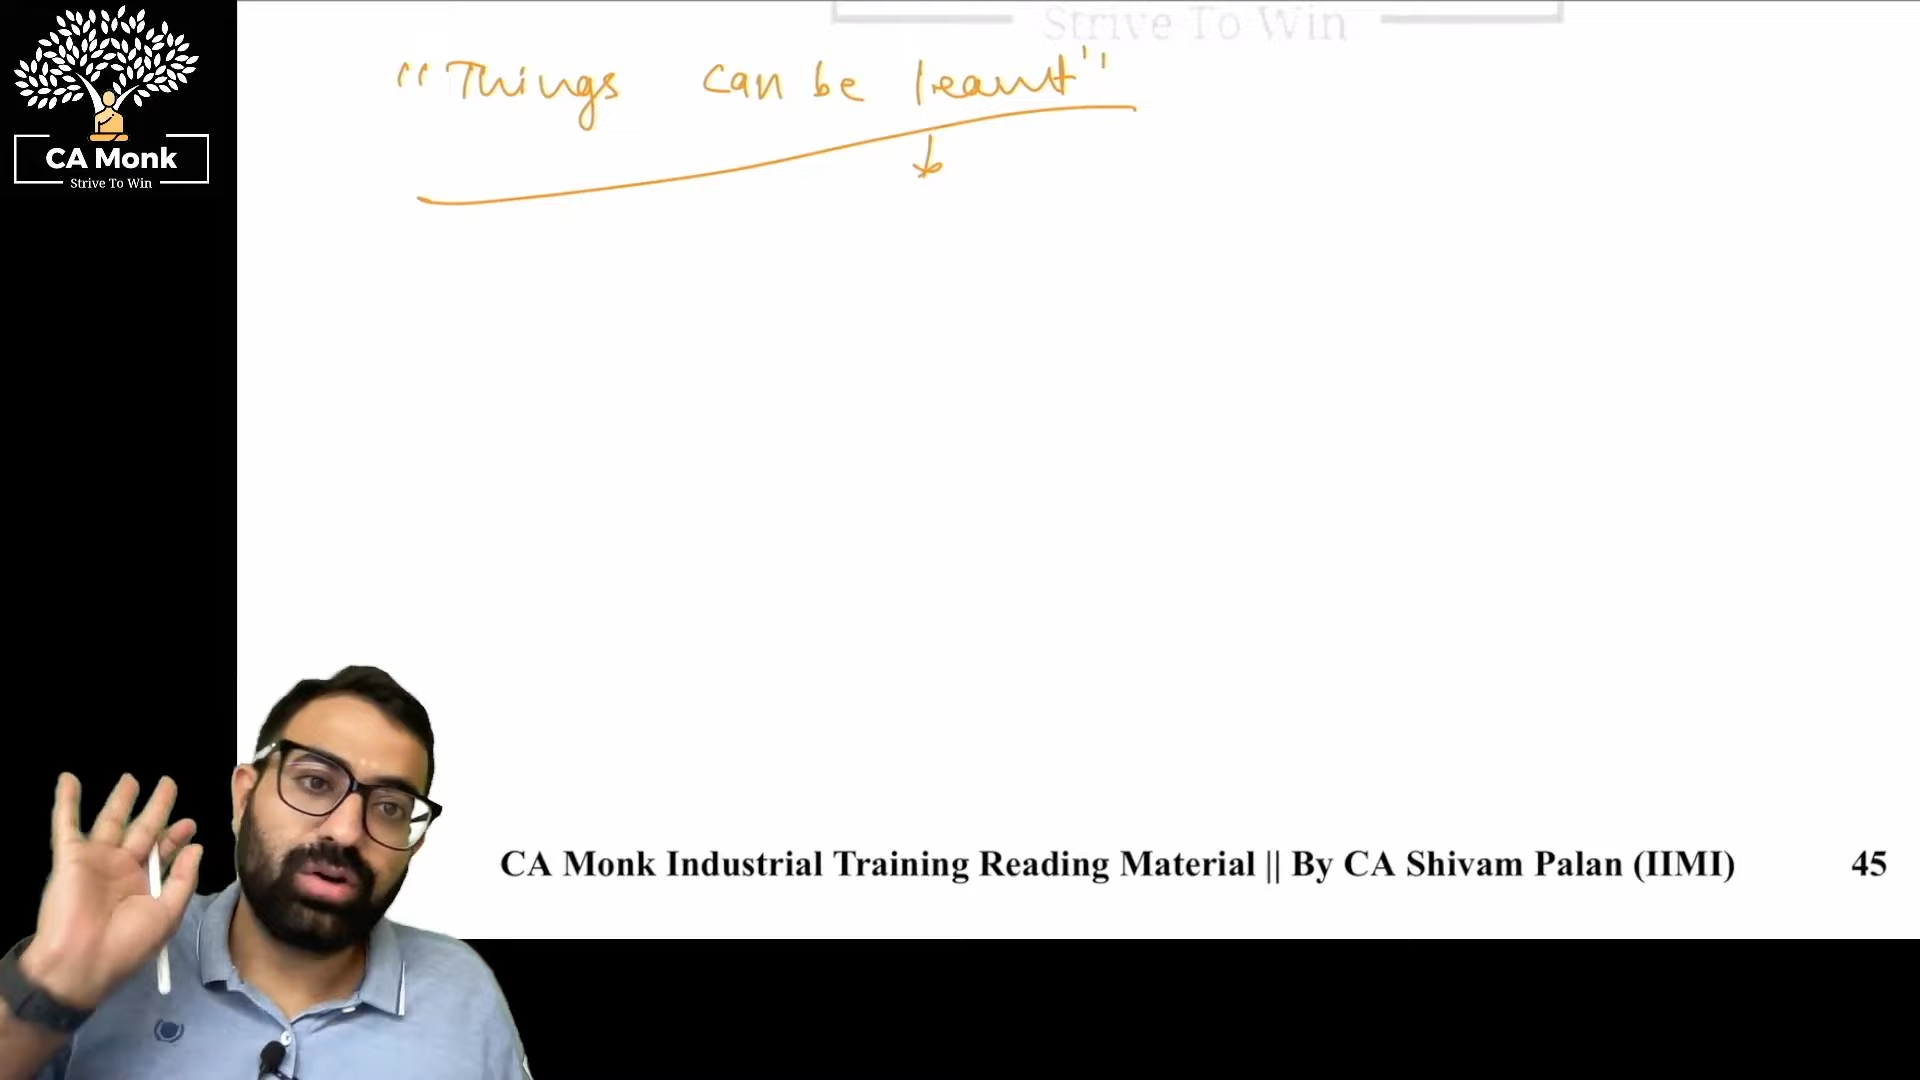 Strive To Win
"Things can be learnt"
CA Monk
Strive To Win
CA Monk Industrial Training Reading Material || By CA Shivam Palan (IIMI) 45